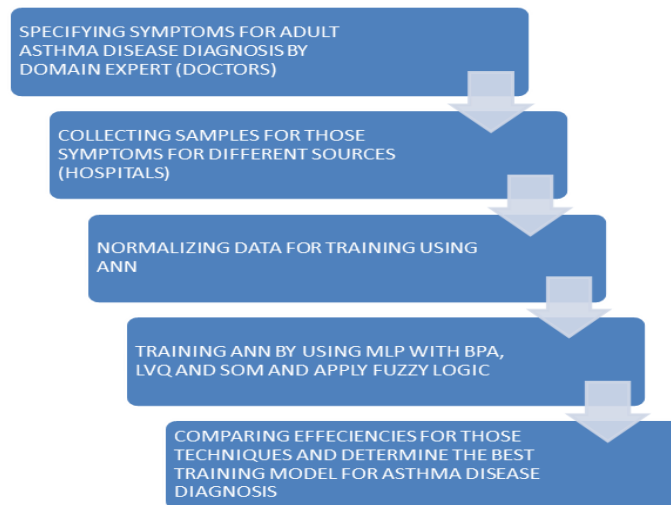 SPECIFYING SYMPTOMS FOR ADULT
ASTHMA DISEASE DIAGNOSIS BY
DOMAIN EXPERT (DOCTORS)
COLLECTING SAMPLES FOR THOSE
SYMPTOMS FOR DIFFERENT SOURCES
(HOSPITALS)
NORMALIZING DATA FOR TRAINING USING
ANN
TRAINING ANN BY USING MLP WITH BPA,
LVQ AND SOM AND APPLY FUZZY LOGIC
COMPARING EFFECIENCIES FOR THOSE
TECHNIQUES AND DETERMINE THE BEST
TRAINING MODEL FOR ASTHMA DISEASE
DIAGNOSIS